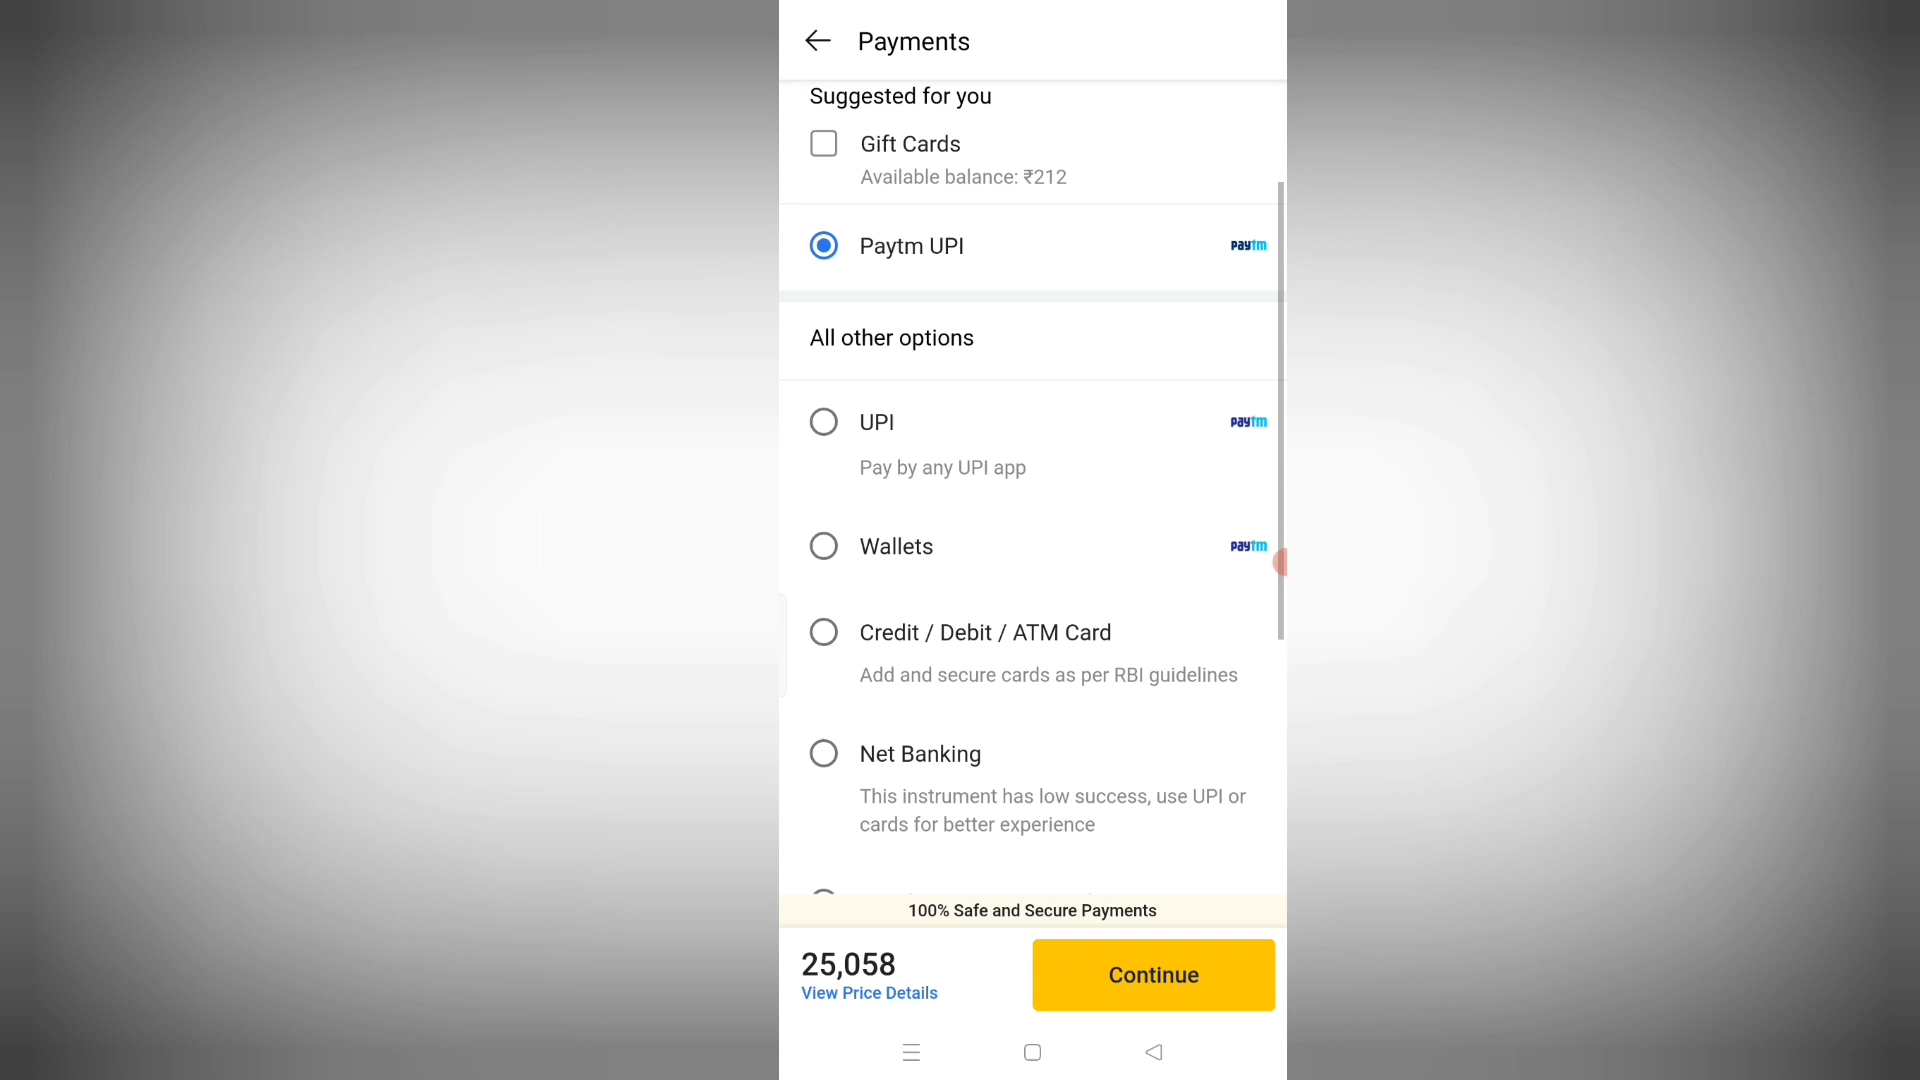 Payments
Suggested for you
Gift Cards
Available balance: ₹212
Paytm UPI
paytm
All other options
UPI
paytm
Pay by any UPI app
Wallets
paytm
Credit / Debit / ATM Card
Add and secure cards as per RBI guidelines
Net Banking
This instrument has low success, use UPI or
cards for better experience
100% Safe and Secure Payments
25,058
View Price Details
Continue